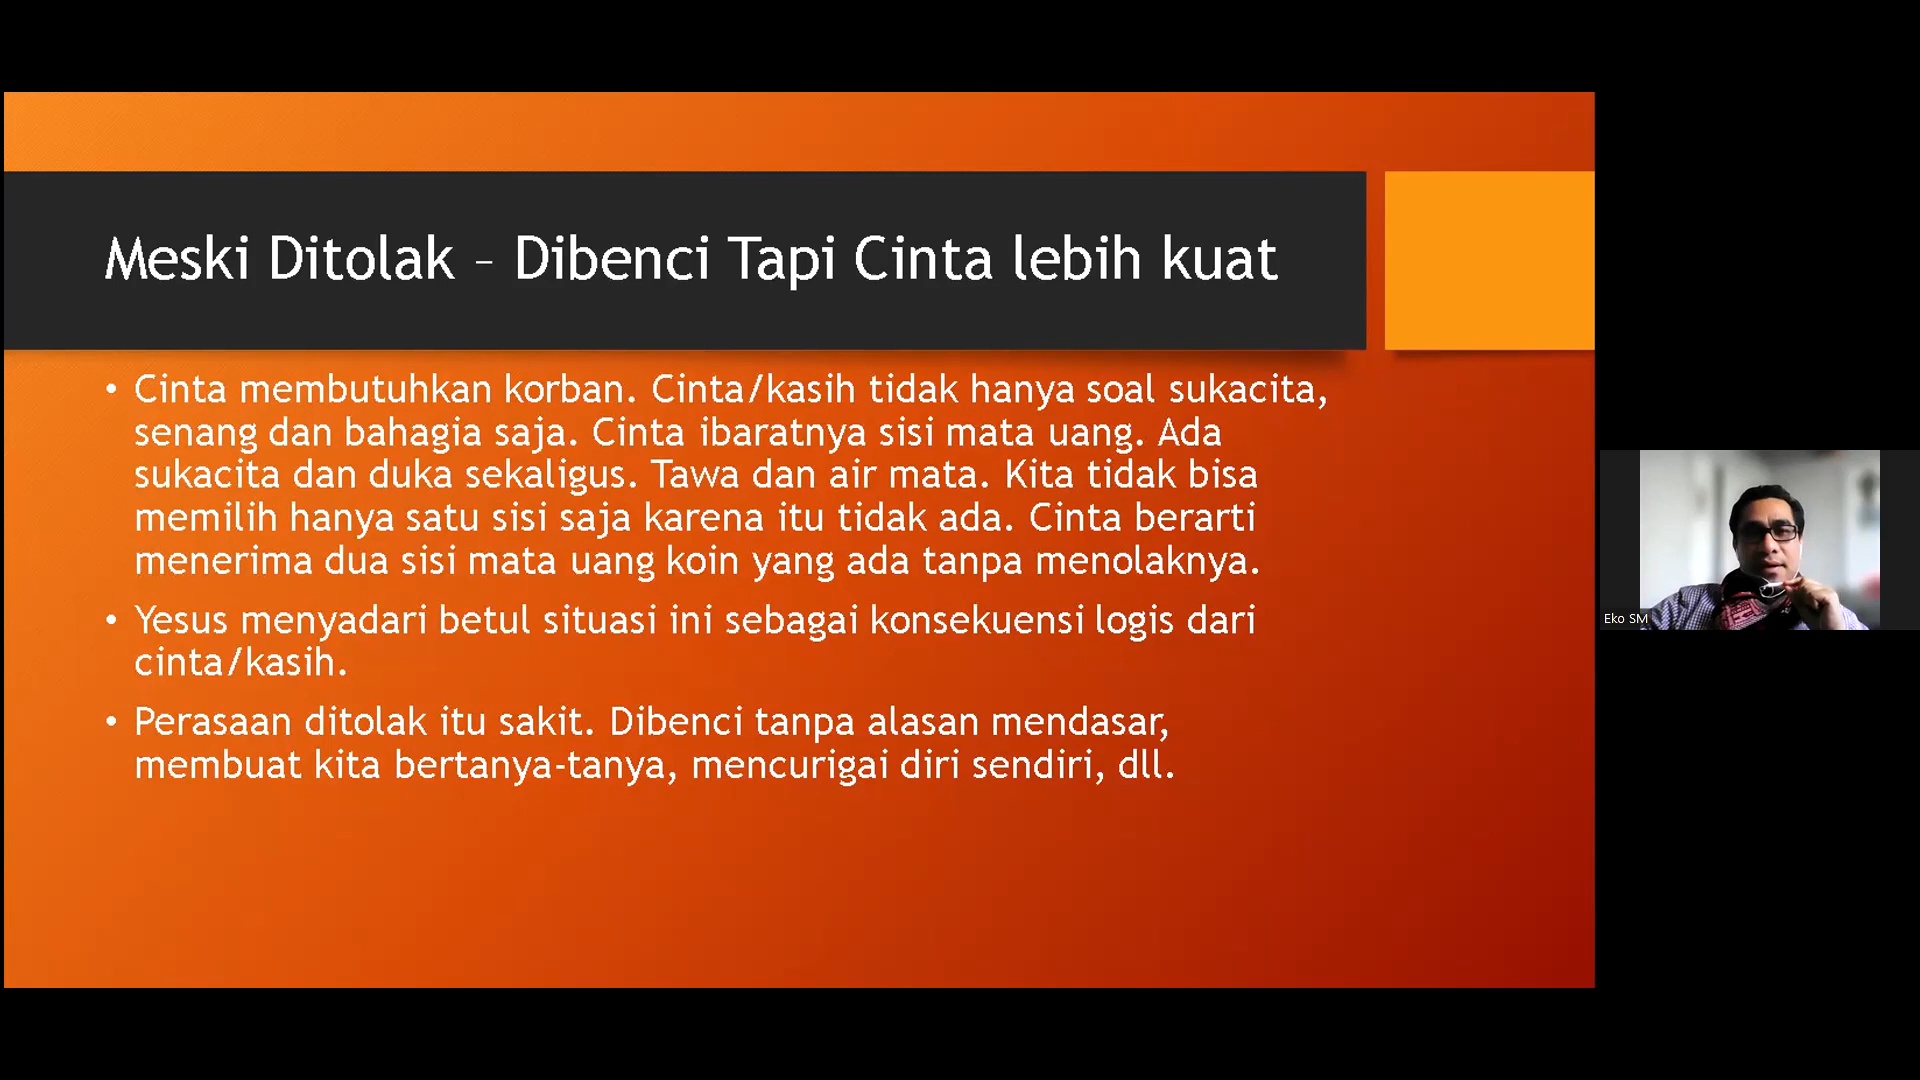 Meski Ditolak – Dibenci Tapi Cinta lebih kuat
• Cinta membutuhkan korban. Cinta/kasih tidak hanya soal sukacita,
senang dan bahagia saja. Cinta ibaratnya sisi mata uang. Ada
sukacita dan duka sekaligus. Tawa dan air mata. Kita tidak bisa
memilih hanya satu sisi saja karena itu tidak ada. Cinta berarti
menerima dua sisi mata uang koin yang ada tanpa menolaknya.
• Yesus menyadari betul situasi ini sebagai konsekuensi logis dari
cinta/kasih.
• Perasaan ditolak itu sakit. Dibenci tanpa alasan mendasar,
membuat kita bertanya-tanya, mencurigai diri sendiri, dll.
Eko SM